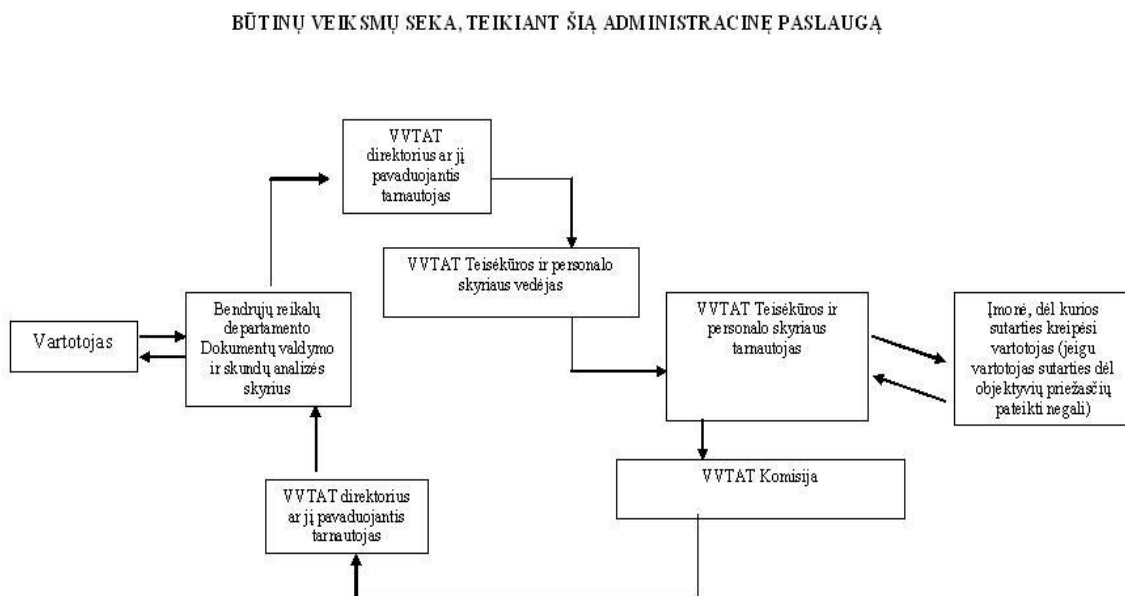 BŪTINŲ VEIKSMŲ SEKA, TEIKIANT ŠIĄ ADMINISTRACINĘ PASLAUGĄ
VVTAT
direktorius ar jį
pavaduojantis
tarnautojas
VVTAT Teisėkūros ir personalo
skyriaus vedėjas
Vartotojas
Bendrųjų reikalų
departamento
Dokumentų valdymo
ir skundų analizės
skyrius
VVTAT Teisėkūros ir
personalo skyriaus
tarnautojas
Įmonė, dėl kurios
sutarties kreipėsi
vartotojas (jeigu
vartotojas sutarties dėl
objektyvių priežasčių
pateikti negali)
VVTAT Komisija
VVTAT direktorius
ar jį pavaduojantis
tarnautojas